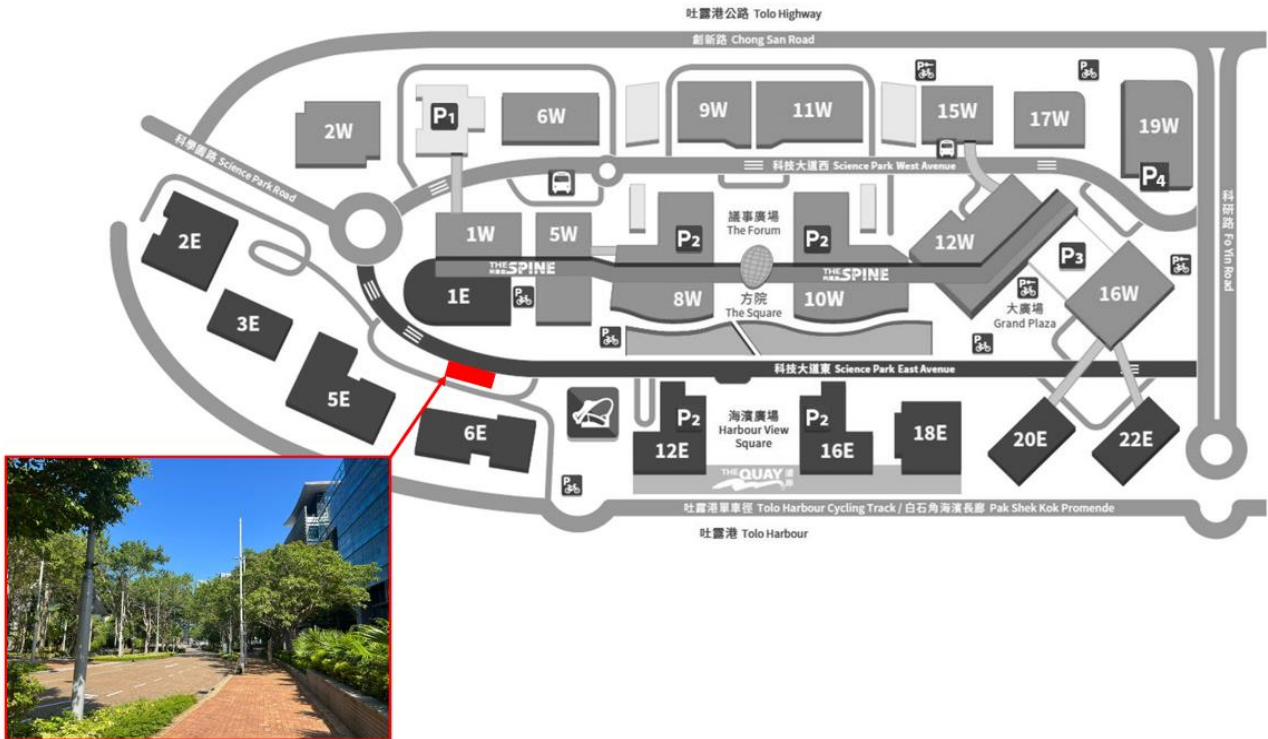 吐露港公路 Tolo Highway
創新路 Chong San Road
2W
P1
6W
9W
11W
P
15W
17W
P
19W
科學園路 Science Park Road
科技大道西 Science Park West Avenue
P4
科研路 Fo Yin Road
2E
1W
5W
P2
議事廣場
The Forum
P2
12W
P3
P
THE SPINE
THE SPINE
1E
P
8W
方院
The Square
10W
P
大廣場
Grand Plaza
16W
3E
P
P
科技大道東 Science Park East Avenue
5E
6E
P2
海濱廣場
Harbour View
Square
P2
12E
16E
18E
20E
22E
THE QUAY
P
吐露港單車徑 Tolo Harbour Cycling Track / 白石角海濱長廊 Pak Shek Kok Promende
吐露港 Tolo Harbour